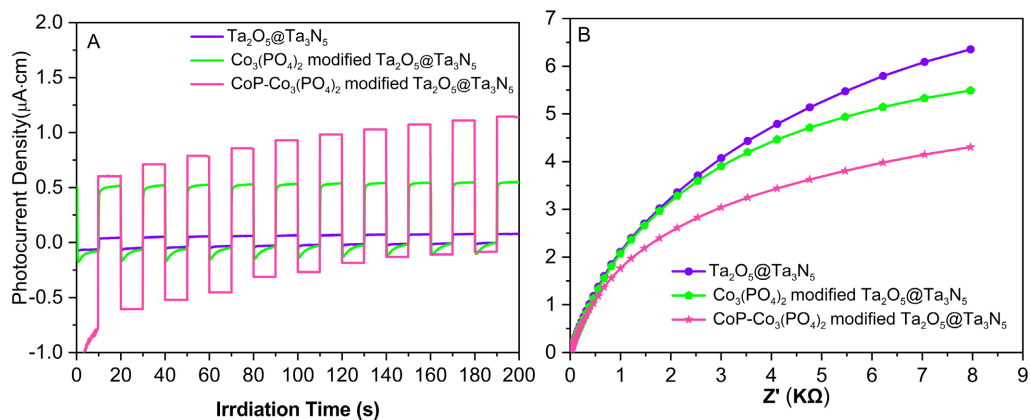 A
Ta₂O₅@Ta₃N₅
Co₃(PO₄)₂ modified Ta₂O₅@Ta₃N₅
CoP-Co₃(PO₄)₂ modified Ta₂O₅@Ta₃N₅
Photocurrent Density(μA·cm)
2.0
1.5
1.0
0.5
0.0
-0.5
-1.0
0 20 40 60 80 100 120 140 160 180 200
Irrdiation Time (s)
B
7
6
5
4
3
2
1
0
Ta₂O₅@Ta₃N₅
Co₃(PO₄)₂ modified Ta₂O₅@Ta₃N₅
CoP-Co₃(PO₄)₂ modified Ta₂O₅@Ta₃N₅
0 1 2 3 4 5 6 7 8 9
Z' (KΩ)